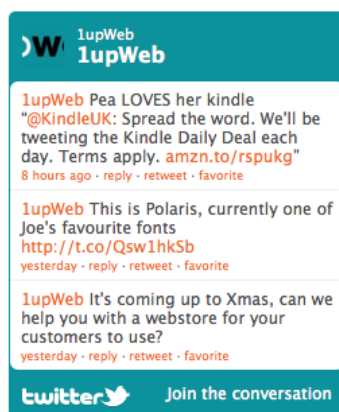 OW
1upWeb
1upWeb
1upWeb Pea LOVES her kindle
"@KindleUK: Spread the word. We'll be
tweeting the Kindle Daily Deal each
day. Terms apply. amzn.to/rspukg"
8 hours ago · reply · retweet · favorite
1upWeb This is Polaris, currently one of
Joe's favourite fonts
http://t.co/Qsw1hkSb
yesterday · reply · retweet · favorite
1upWeb It's coming up to Xmas, can we
help you with a webstore for your
customers to use?
yesterday · reply · retweet · favorite
twitter Join the conversation